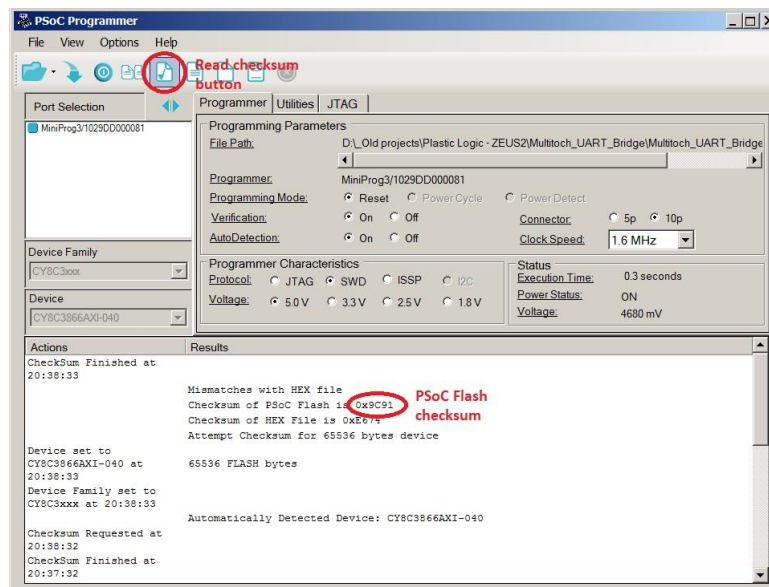 PSoC Programmer
File View Options Help
Read checksum
button
Port Selection
MiniProg3/1029DD000081
Programmer Utilities JTAG
Programming Parameters
File Path: D:\_Old projects\Plastic Logic - ZEUS2\Multitoch_UART_Bridge\Multitoch_UART_Bridge
Programmer: MiniProg3/1029DD000081
Programming Mode: Reset Power Cycle Power Detect
Verification: On Off Connector: 5p 10p
AutoDetection: On Off Clock Speed: 1.6 MHz
Device Family
CY8C3xxx
Device
CY8C3866AXI-040
Programmer Characteristics
Protocol: JTAG SWD ISSP I2C
Voltage: 5.0 V 3.3 V 2.5 V 1.8 V
Status
Execution Time: 0.3 seconds
Power Status: ON
Voltage: 4680 mV
Actions Results
CheckSum Finished at
20:38:33
Mismatches with HEX file
Checksum of PSoC Flash is 0x9C91
Checksum of HEX File is 0xE674
PSoC Flash
checksum
Attempt Checksum for 65536 bytes device
Device set to
CY8C3866AXI-040 at 65536 FLASH bytes
20:38:33
Device Family set to
CY8C3xxx at 20:38:33
Automatically Detected Device: CY8C3866AXI-040
Checksum Requested at
20:38:32
CheckSum Finished at
20:37:32